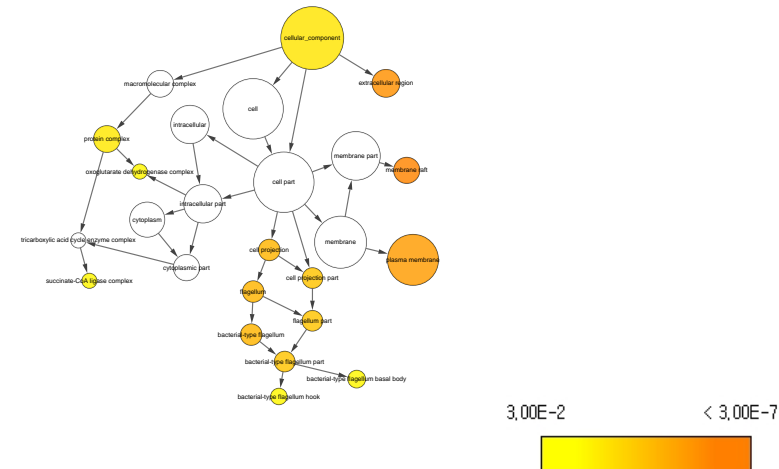 cellular_component
macromolecular complex
extracellular region
cell
intracellular
protein complex
membrane part
oxoglutarate dehydrogenase complex
membrane raft
cell part
intracellular part
cytoplasm
tricarboxylic acid cycle enzyme complex
membrane
cell projection
plasma membrane
cytoplasmic part
cell projection part
succinate-CoA ligase complex
flagellum
flagellum part
bacterial-type flagellum
bacterial-type flagellum part
bacterial-type flagellum basal body
bacterial-type flagellum hook
3,00E-2
< 3,00E-7